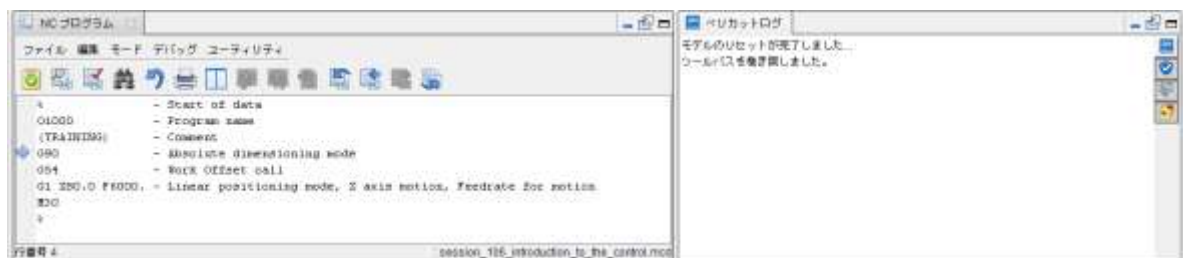 NC プログラム
ファイル 編集 モード デバッグ ユーティリティ
% - Start of data
O1000 - Program name
(TRAINING) - Comment
G90 - Absolute dimensioning mode
G54 - Work Offset call
G1 Z80.0 F6000. - Linear positioning mode, Z axis motion, Feedrate for motion
M30
%
行番号 4
session_105_introduction_to_the_control.mcd
ベリカットログ
モデルのリセットが完了しました...
ツールパスを巻き戻しました。